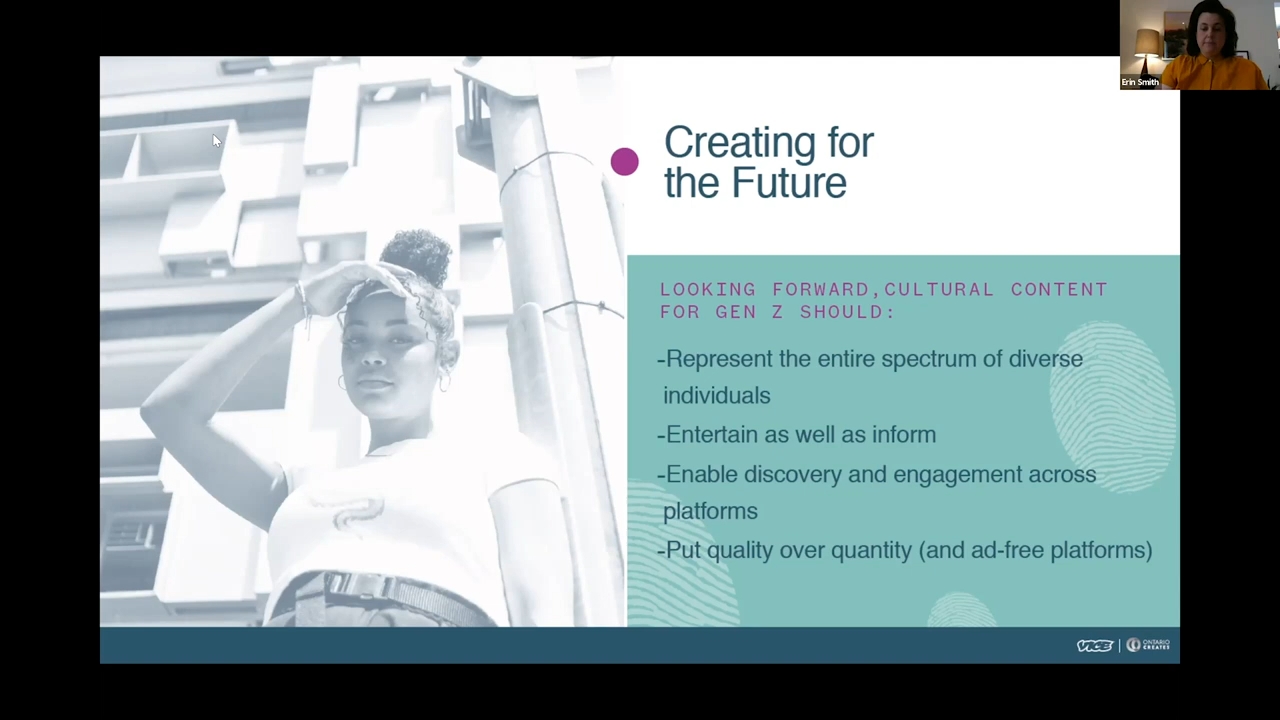 Erin Smith
Creating for
the Future
LOOKING FORWARD,CULTURAL CONTENT
FOR GEN Z SHOULD:
-Represent the entire spectrum of diverse
individuals
-Entertain as well as inform
-Enable discovery and engagement across
platforms
-Put quality over quantity (and ad-free platforms)
VICE
ONTARIO
CREATES